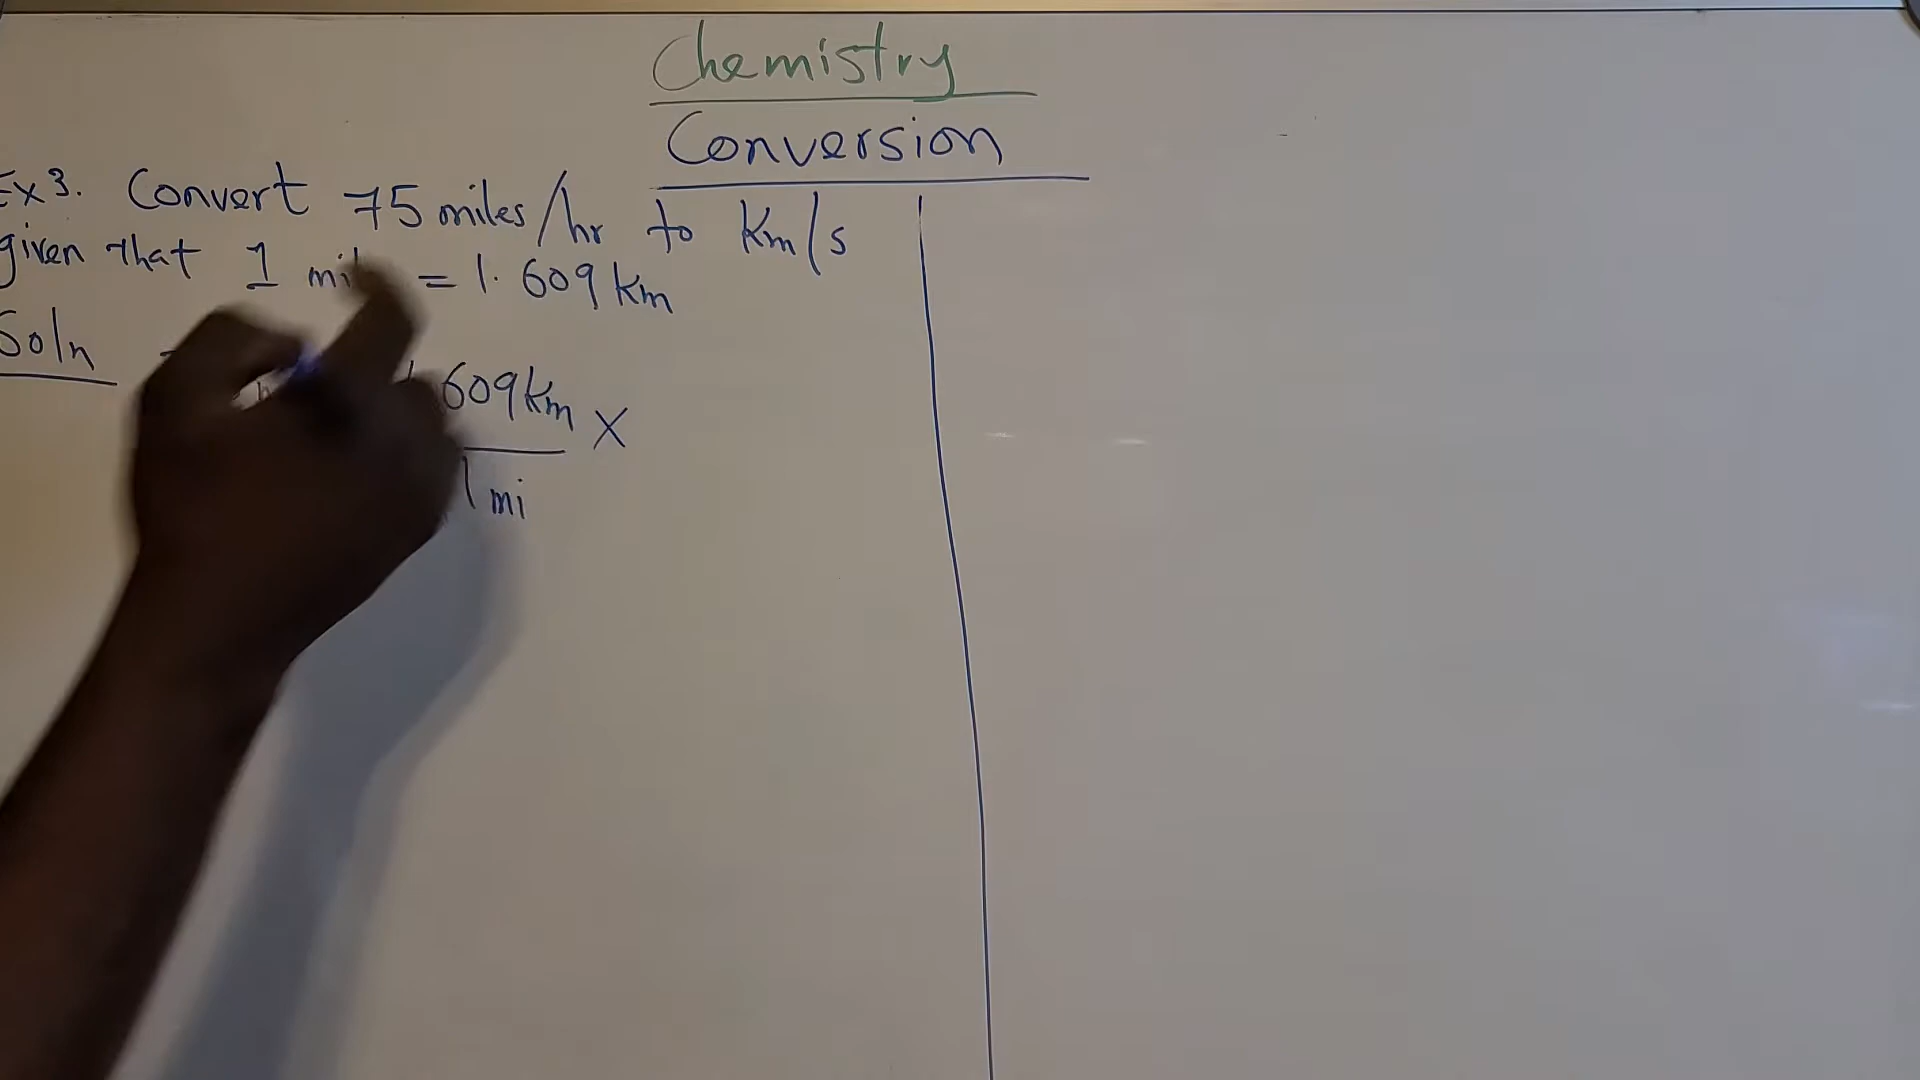 Chemistry
Conversion
Ex 3. Convert 75 miles/hr to Km/s
given that 1 = 1.609 km
Soln
609 km X
1 mi